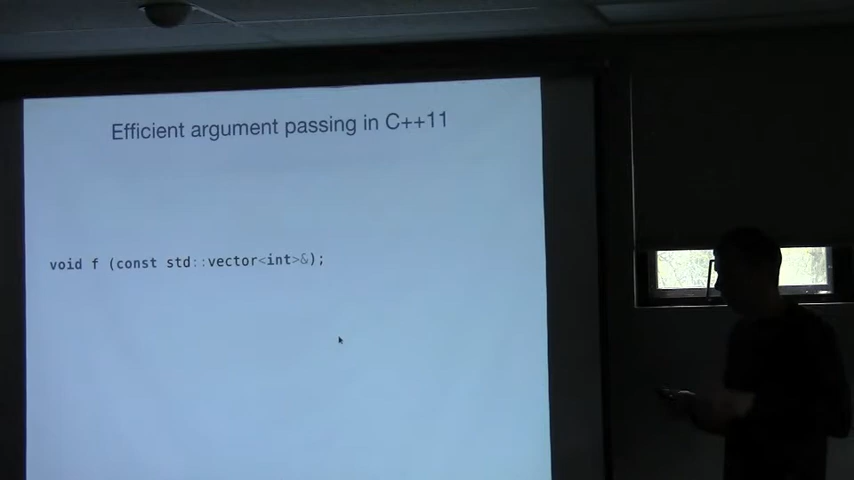 Efficient argument passing in C++11
void f (const std::vector<int>&);